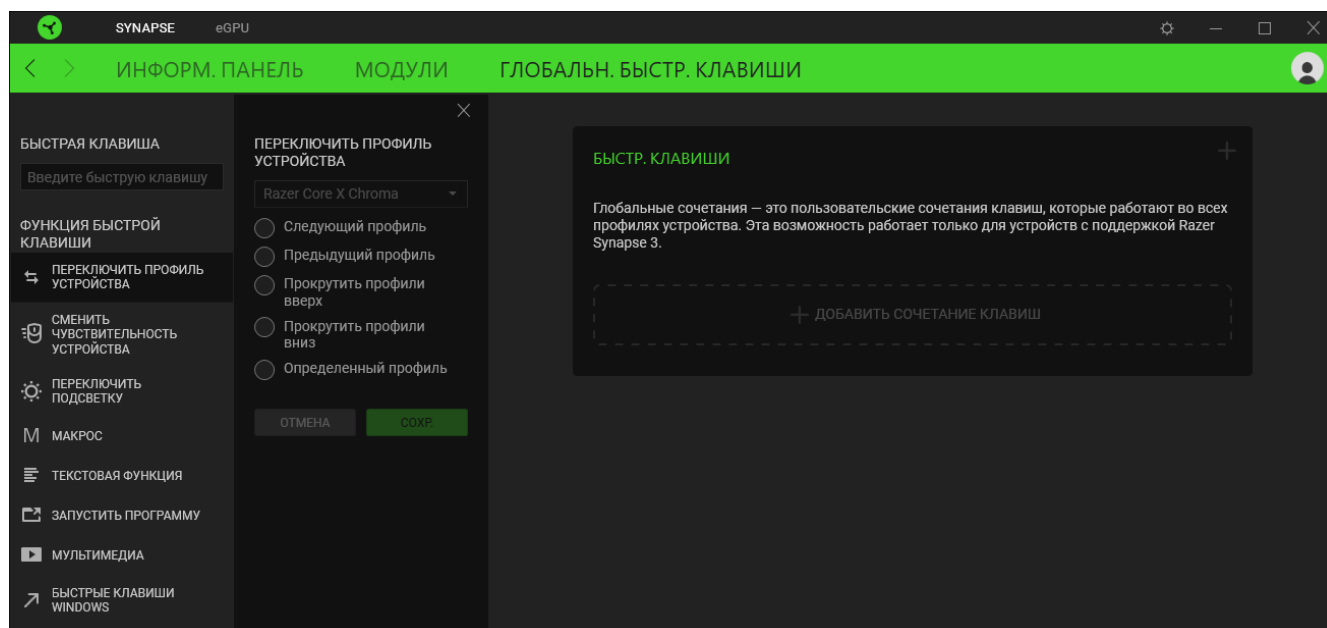 SYNAPSE eGPU
ИНФОРМ. ПАНЕЛЬ МОДУЛИ ГЛОБАЛЬН. БЫСТР. КЛАВИШИ
БЫСТРАЯ КЛАВИША
Введите быструю клавишу
ФУНКЦИЯ БЫСТРОЙ
КЛАВИШИ
ПЕРЕКЛЮЧИТЬ ПРОФИЛЬ
УСТРОЙСТВА
СМЕНИТЬ
ЧУВСТВИТЕЛЬНОСТЬ
УСТРОЙСТВА
ПЕРЕКЛЮЧИТЬ
ПОДСВЕТКУ
M МАКРОС
ТЕКСТОВАЯ ФУНКЦИЯ
ЗАПУСТИТЬ ПРОГРАММУ
МУЛЬТИМЕДИА
БЫСТРЫЕ КЛАВИШИ
WINDOWS
ПЕРЕКЛЮЧИТЬ ПРОФИЛЬ
УСТРОЙСТВА
Razer Core X Chroma
Следующий профиль
Предыдущий профиль
Прокрутить профили
вверх
Прокрутить профили
вниз
Определенный профиль
ОТМЕНА СОХР.
БЫСТР. КЛАВИШИ
Глобальные сочетания — это пользовательские сочетания клавиш, которые работают во всех
профилях устройства. Эта возможность работает только для устройств с поддержкой Razer
Synapse 3.
ДОБАВИТЬ СОЧЕТАНИЕ КЛАВИШ